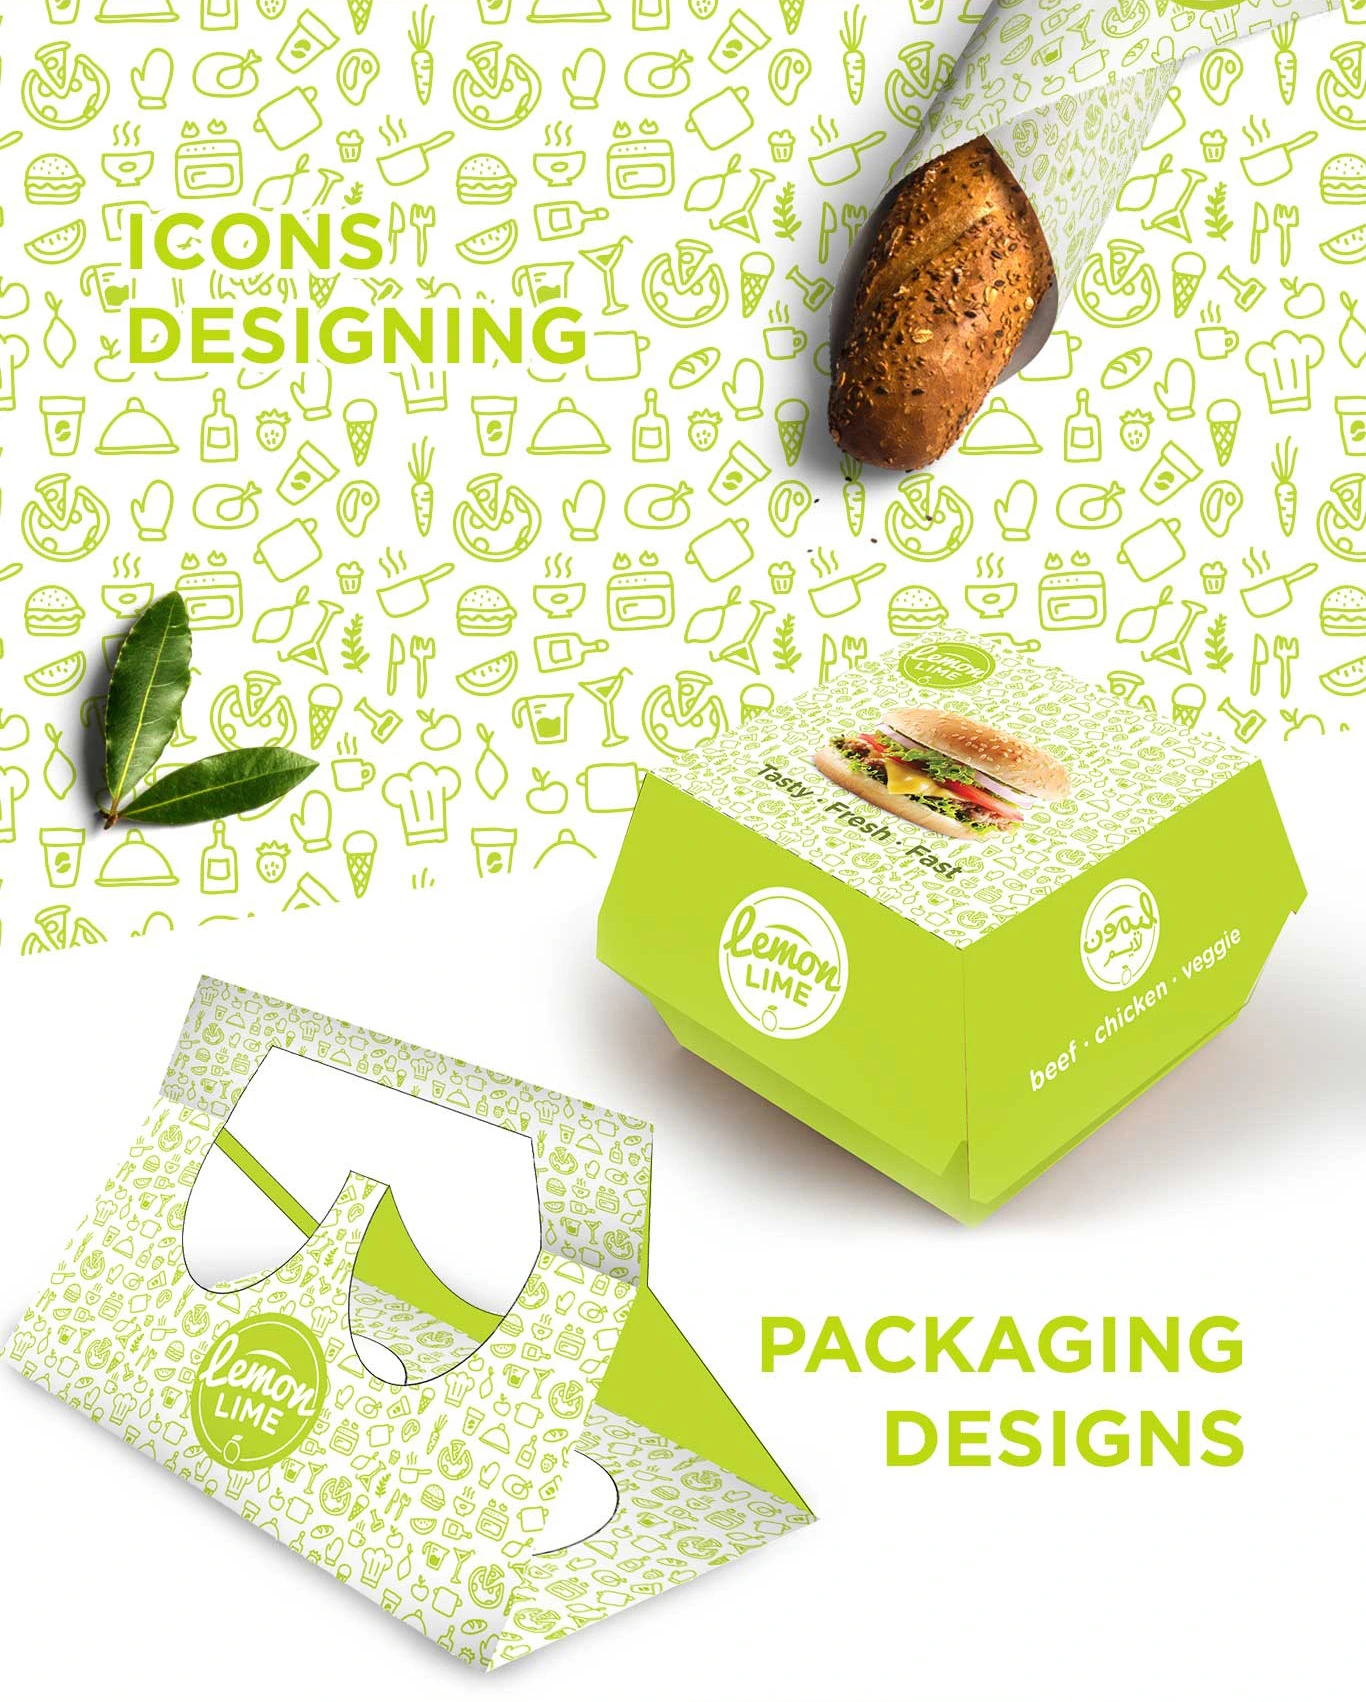 ICONS
DESIGNING
lemon
LIME
Tasty · Fresh · Fast
lemon
LIME
ليمون
لايم
beef · chicken · veggie
lemon
LIME
PACKAGING
DESIGNS